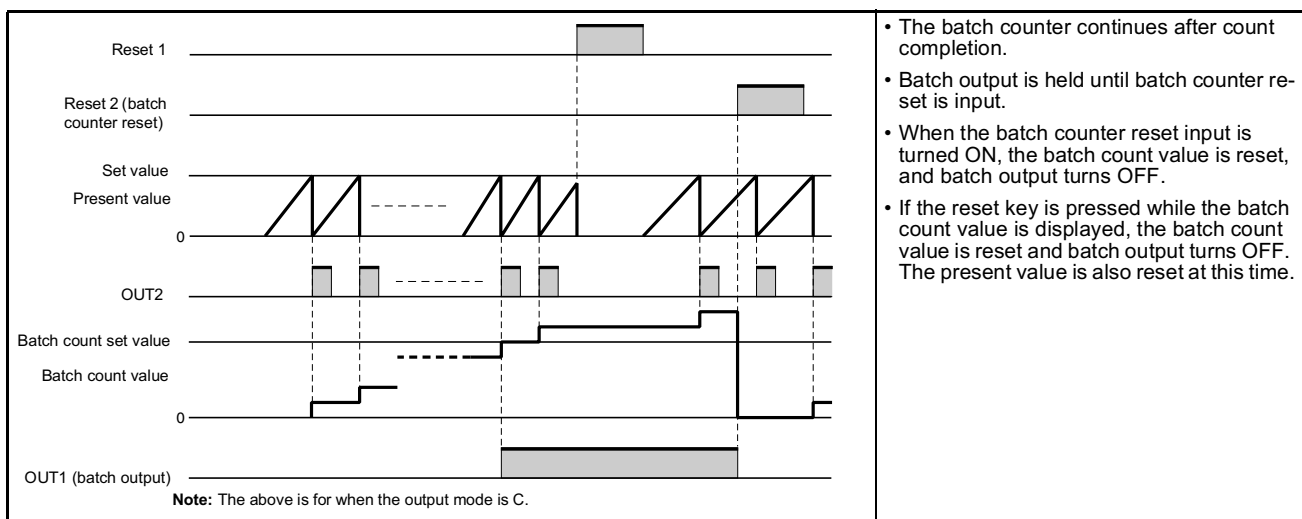 Reset 1
Reset 2 (batch
counter reset)
Set value
Present value
0
OUT2
Batch count set value
Batch count value
0
OUT1 (batch output)
Note: The above is for when the output mode is C.
• The batch counter continues after count
completion.
• Batch output is held until batch counter re-
set is input.
• When the batch counter reset input is
turned ON, the batch count value is reset,
and batch output turns OFF.
• If the reset key is pressed while the batch
count value is displayed, the batch count
value is reset and batch output turns OFF.
The present value is also reset at this time.